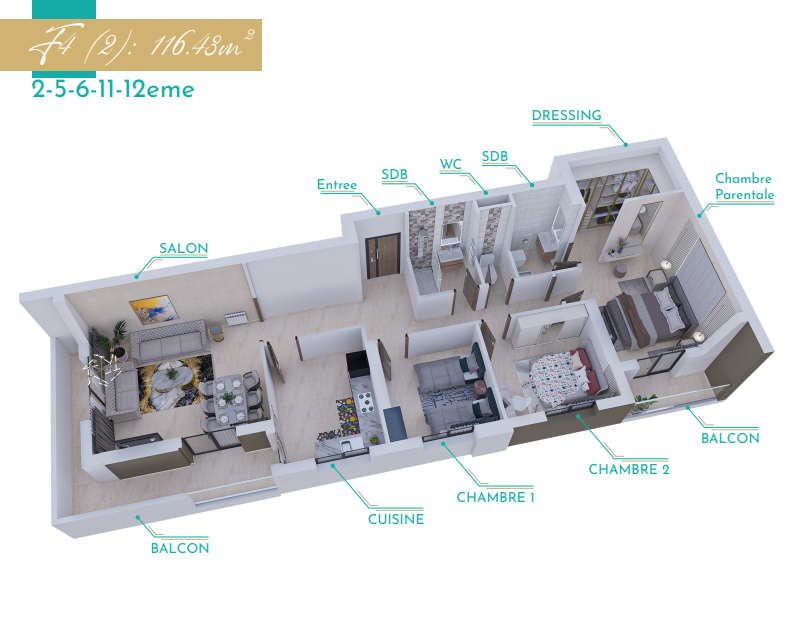 F4 (2): 116.43m²
2-5-6-11-12eme
DRESSING
SDB
WC
SDB
Entree
Chambre
Parentale
SALON
BALCON
CHAMBRE 2
CHAMBRE 1
CUISINE
BALCON